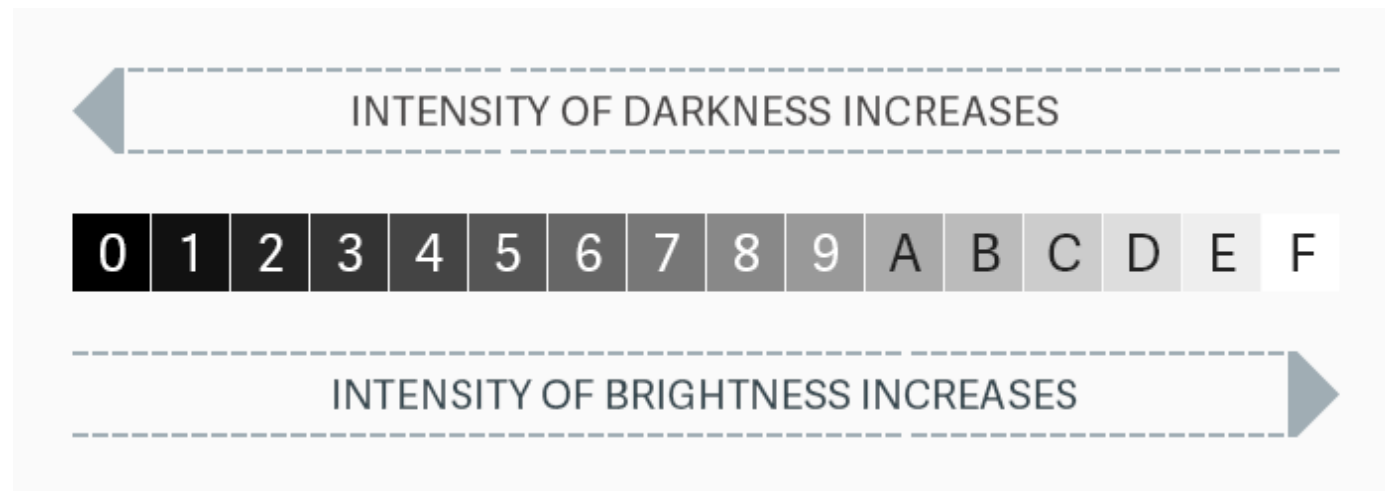 INTENSITY OF DARKNESS INCREASES
0 1 2 3 4 5 6 7 8 9 A B C D E F
INTENSITY OF BRIGHTNESS INCREASES